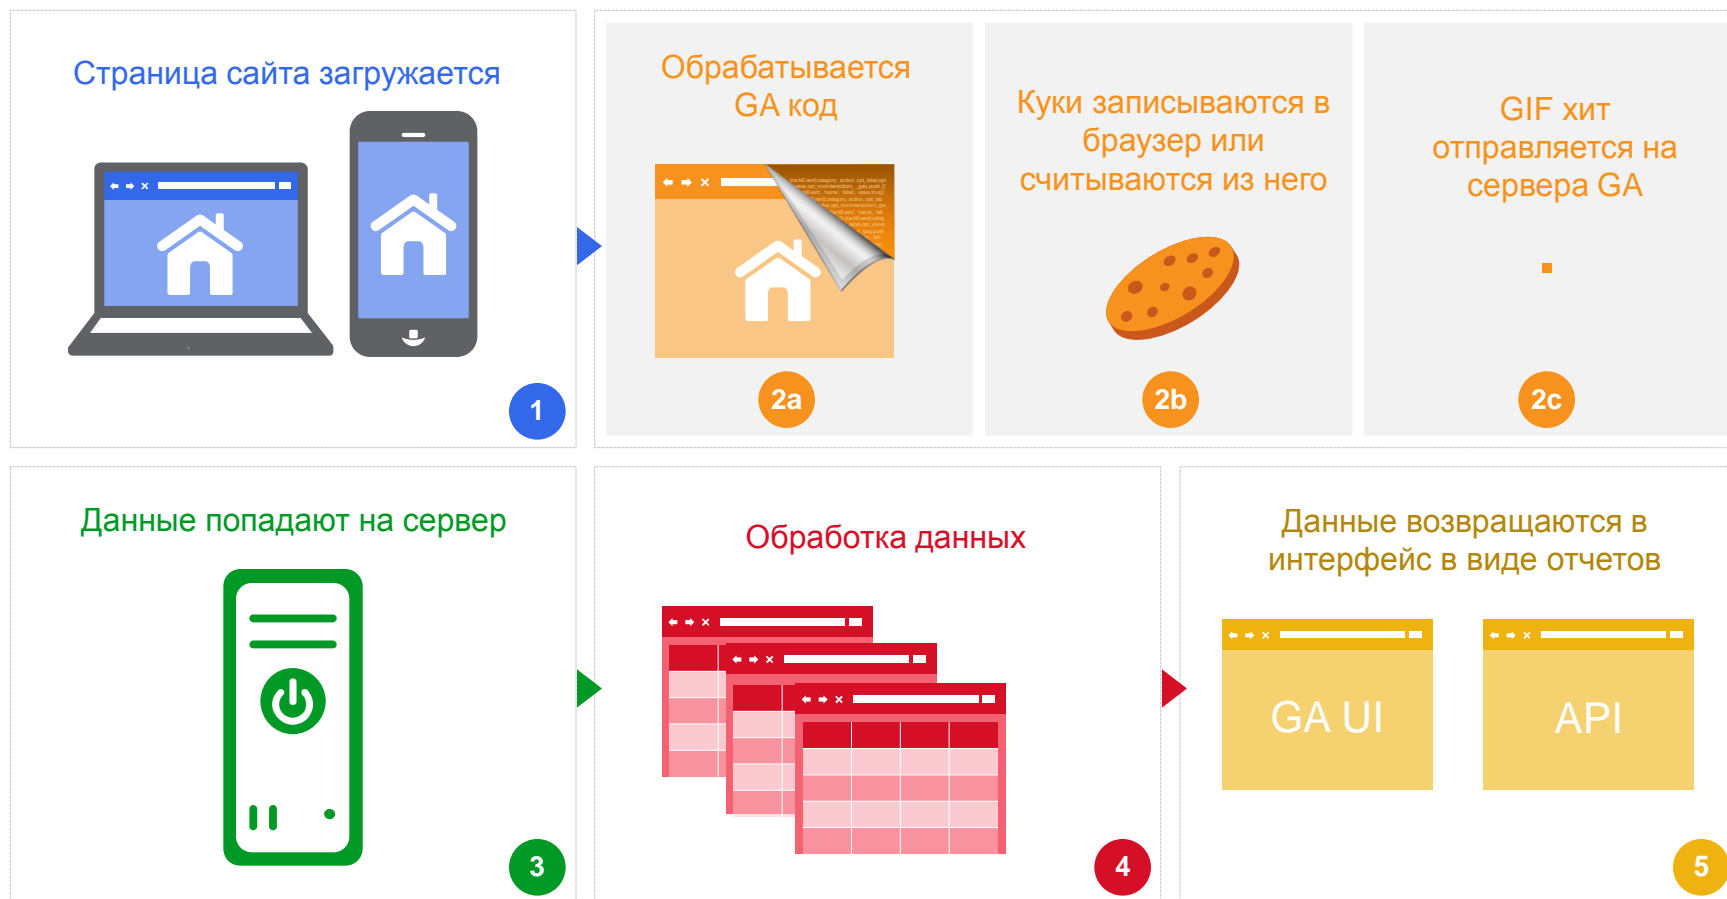 Страница сайта загружается
1
Обрабатывается
GA код
2a
Куки записываются в
браузер или
считываются из него
2b
GIF хит
отправляется на
сервера GA
2c
Данные попадают на сервер
3
Обработка данных
4
Данные возвращаются в
интерфейс в виде отчетов
GA UI
API
5